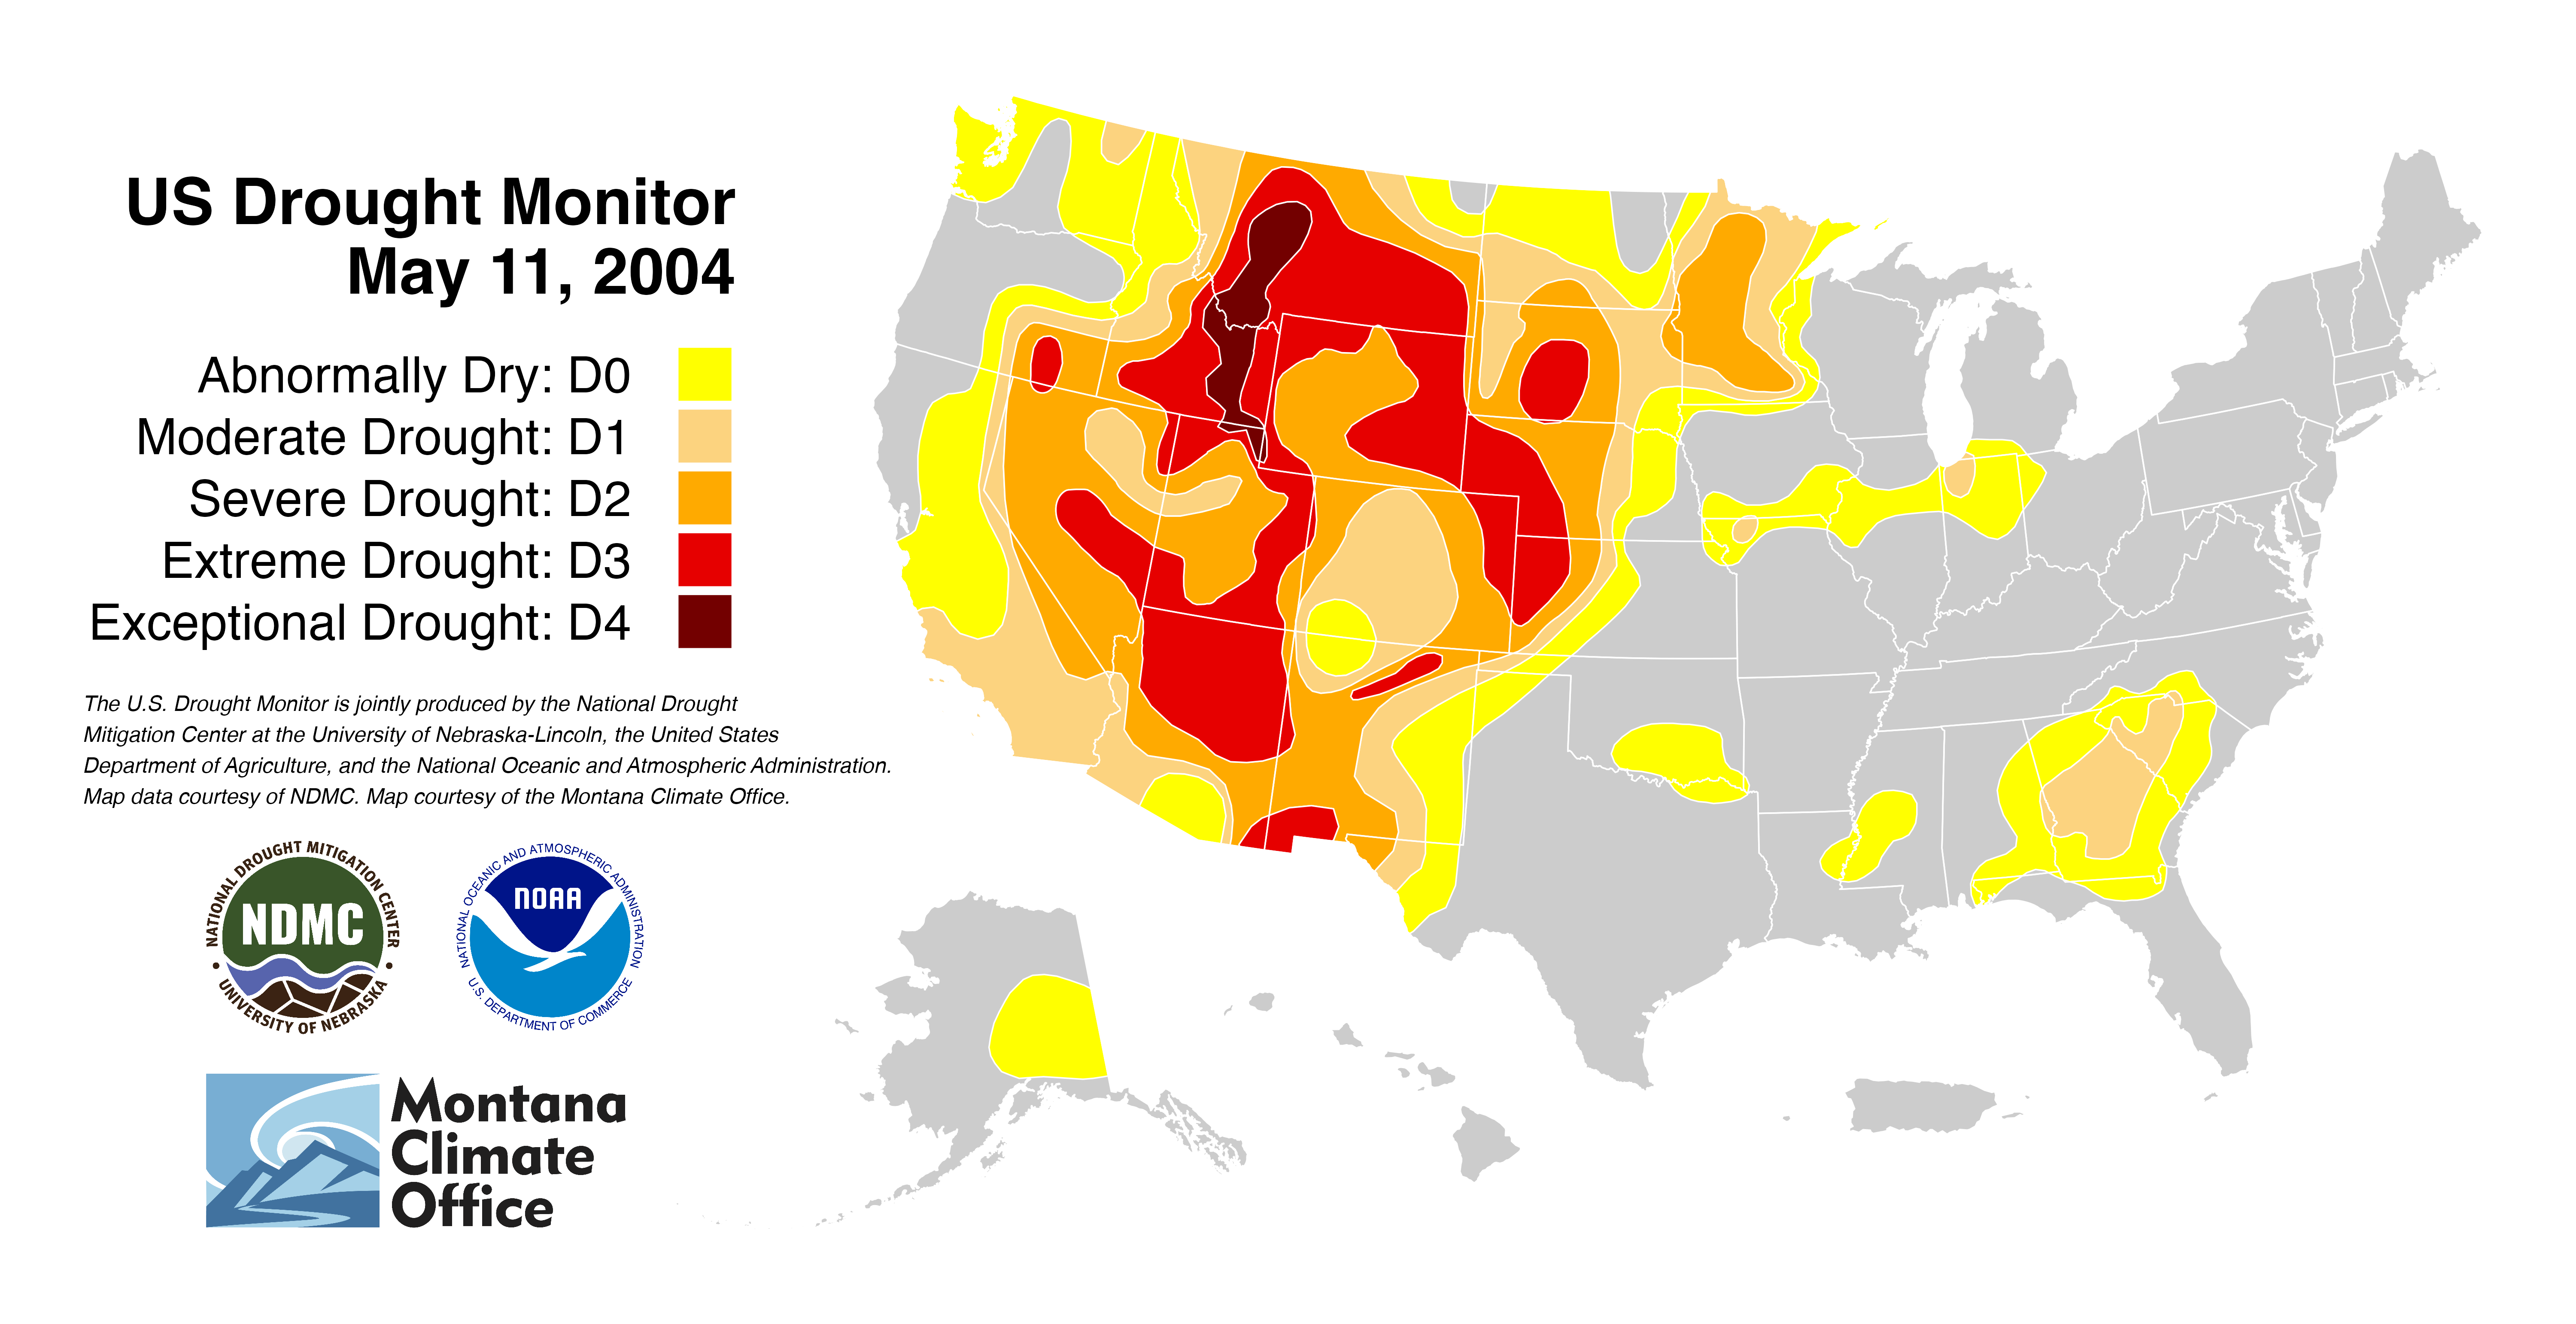 US Drought Monitor
May 11, 2004
Abnormally Dry: D0
Moderate Drought: D1
Severe Drought: D2
Extreme Drought: D3
Exceptional Drought: D4
The U.S. Drought Monitor is jointly produced by the National Drought
Mitigation Center at the University of Nebraska-Lincoln, the United States
Department of Agriculture, and the National Oceanic and Atmospheric Administration.
Map data courtesy of NDMC. Map courtesy of the Montana Climate Office.
NATIONAL DROUGHT MITIGATION CENTER
NDMC
• UNIVERSITY OF NEBRASKA •
NATIONAL OCEANIC AND ATMOSPHERIC ADMINISTRATION
NOAA
U.S. DEPARTMENT OF COMMERCE
Montana
Climate
Office